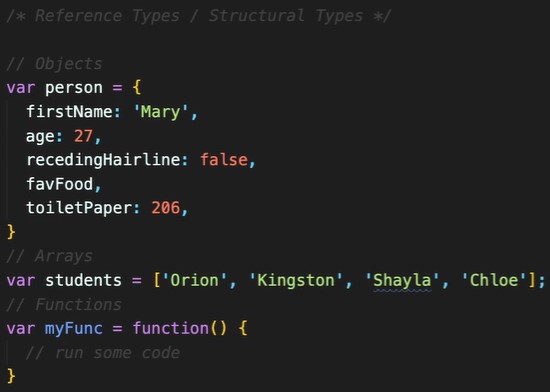 /* Reference Types / Structural Types */
// Objects
var person = {
firstName: 'Mary',
age: 27,
recedingHairline: false,
favFood,
toiletPaper: 206,
}
// Arrays
var students = ['Orion', 'Kingston', 'Shayla', 'Chloe'];
// Functions
var myFunc = function() {
// run some code
}